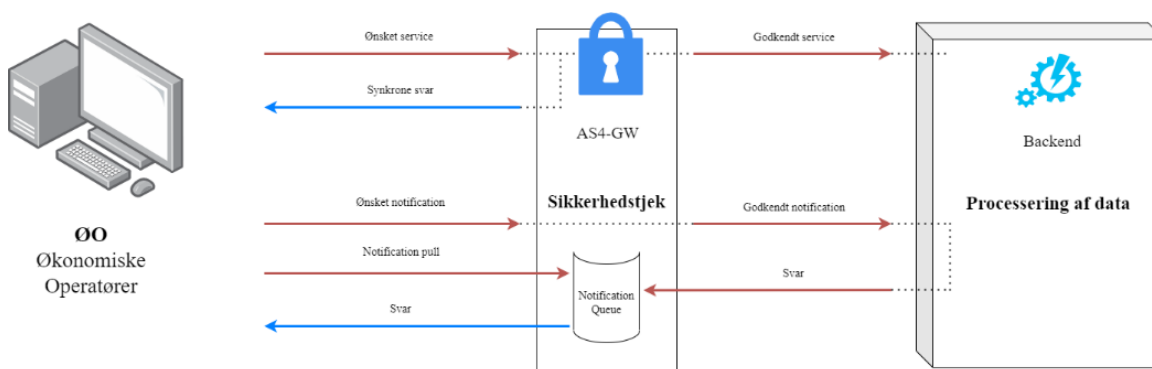 Ønsket service
Godkendt service
Synkrone svar
AS4-GW
Backend
Ønsket notification
Sikkerhedstjek
Godkendt notification
Processering af data
ØO
Økonomiske
Operatører
Notification pull
Svar
Notification
Queue
Svar